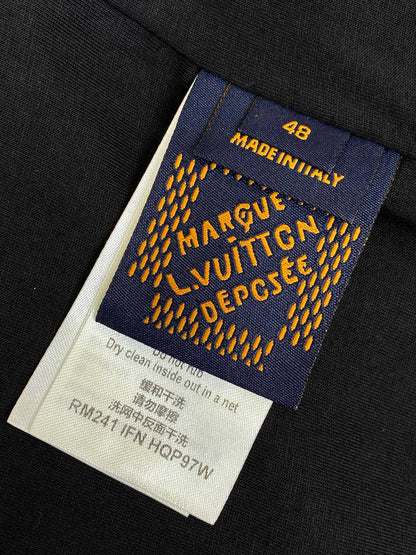 48
MADE IN ITALY
MARQUE
L.VUITTON
DÉPOSÉE
Do not rub
Dry clean inside out in a net
缓和干洗
请勿摩擦
洗网中反面干洗
RM241 IFN HQP97W